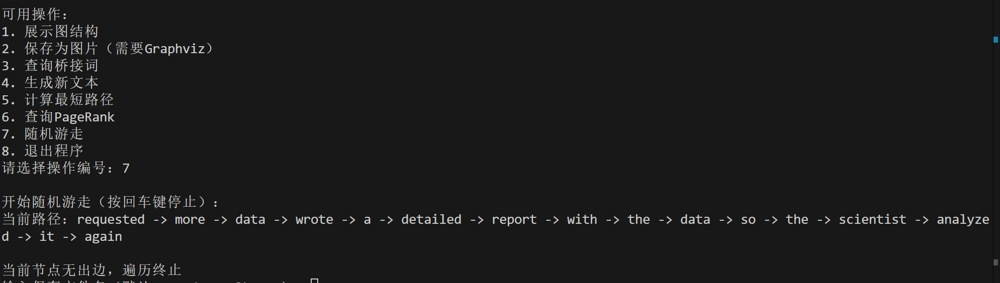 可用操作：
1. 展示图结构
2. 保存为图片（需要Graphviz）
3. 查询桥接词
4. 生成新文本
5. 计算最短路径
6. 查询PageRank
7. 随机游走
8. 退出程序
请选择操作编号：7
开始随机游走（按回车键停止）：
当前路径：requested -> more -> data -> wrote -> a -> detailed -> report -> with -> the -> data -> so -> the -> scientist -> analyze
d -> it -> again
当前节点无出边，遍历终止